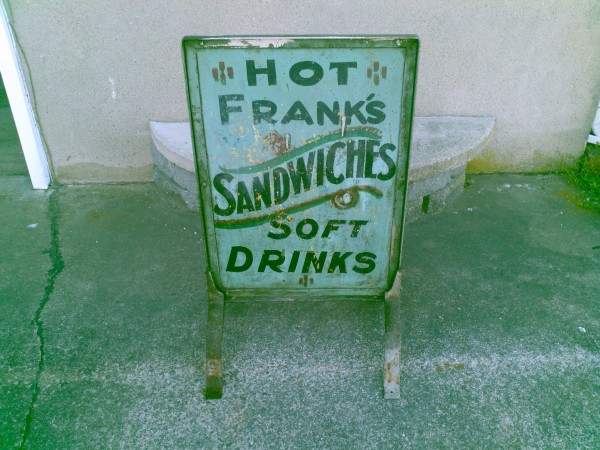 HOT
FRANK'S
SANDWICHES
SOFT
DRINKS